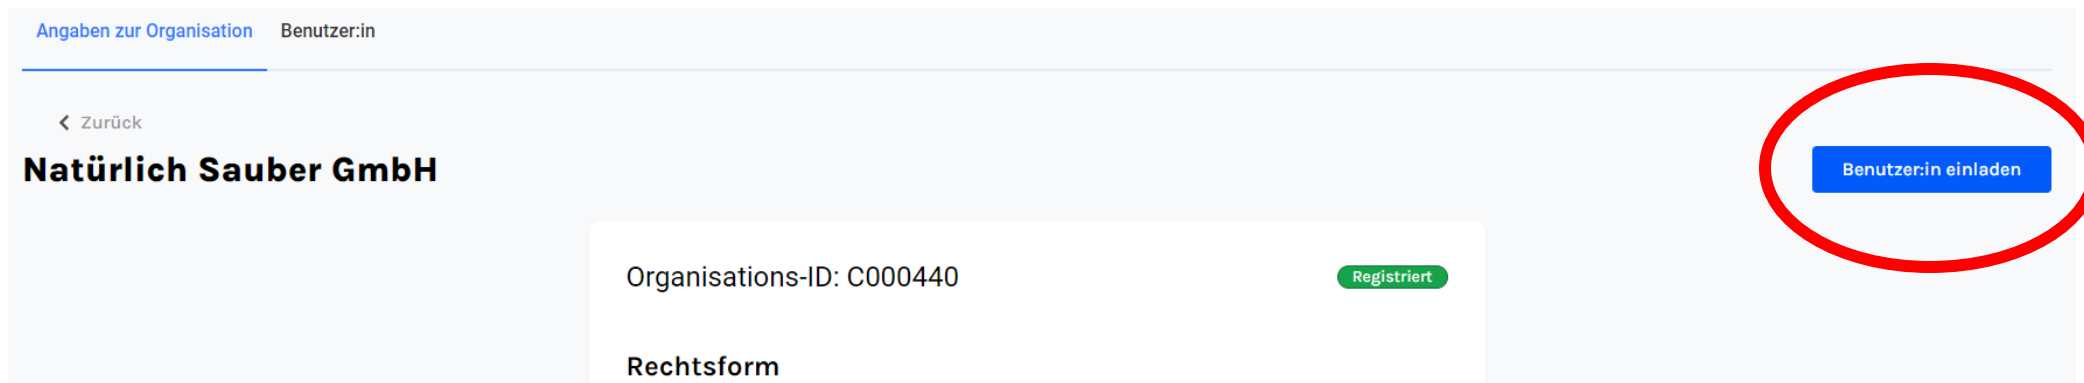 Angaben zur Organisation Benutzer:in
Zurück
Natürlich Sauber GmbH
Benutzer:in einladen
Organisations-ID: C000440
Registriert
Rechtsform